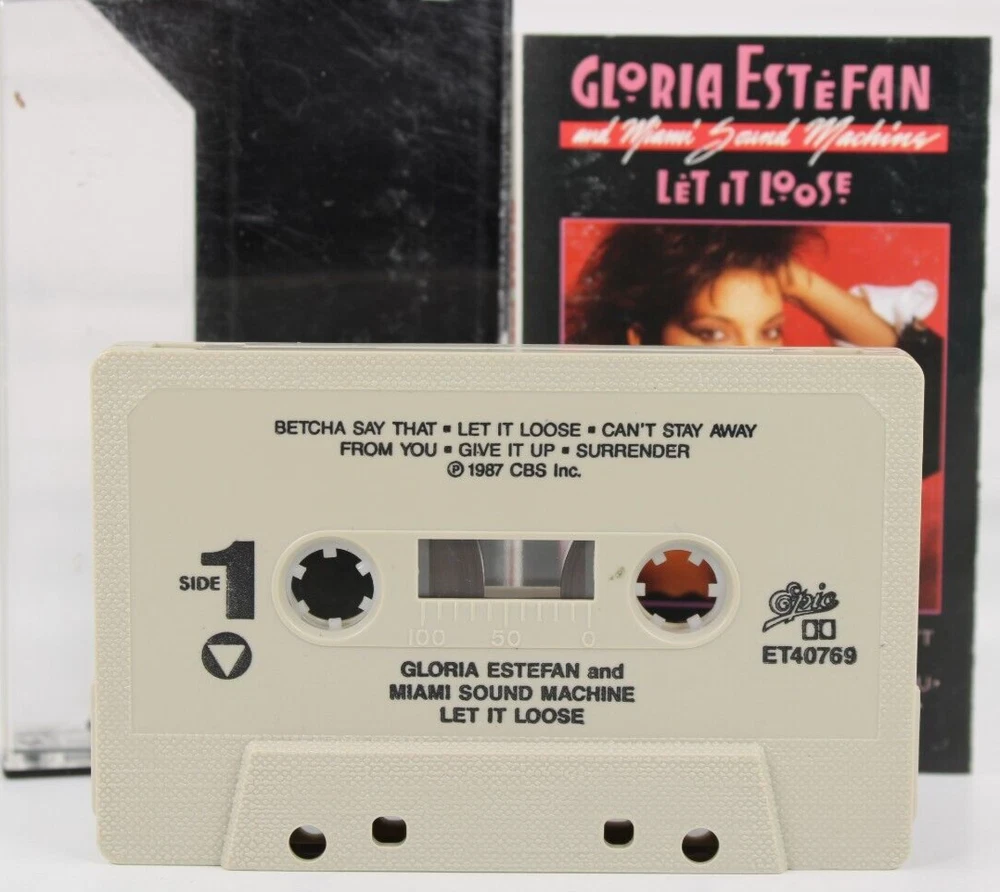 GLORIA ESTEFAN
and Miami Sound Machine
LET IT LOOSE
BETCHA SAY THAT ▪ LET IT LOOSE ▪ CAN'T STAY AWAY
FROM YOU ▪ GIVE IT UP ▪ SURRENDER
℗ 1987 CBS Inc.
SIDE 1
100 50 0
Epic
ET40769
GLORIA ESTEFAN and
MIAMI SOUND MACHINE
LET IT LOOSE